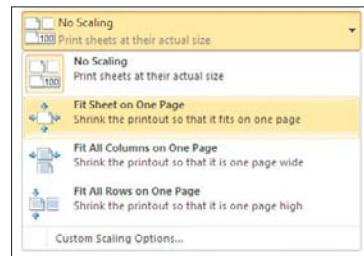 No Scaling
100 Print sheets at their actual size
No Scaling
100 Print sheets at their actual size
Fit Sheet on One Page
Shrink the printout so that it fits on one page
Fit All Columns on One Page
Shrink the printout so that it is one page wide
Fit All Rows on One Page
Shrink the printout so that it is one page high
Custom Scaling Options...